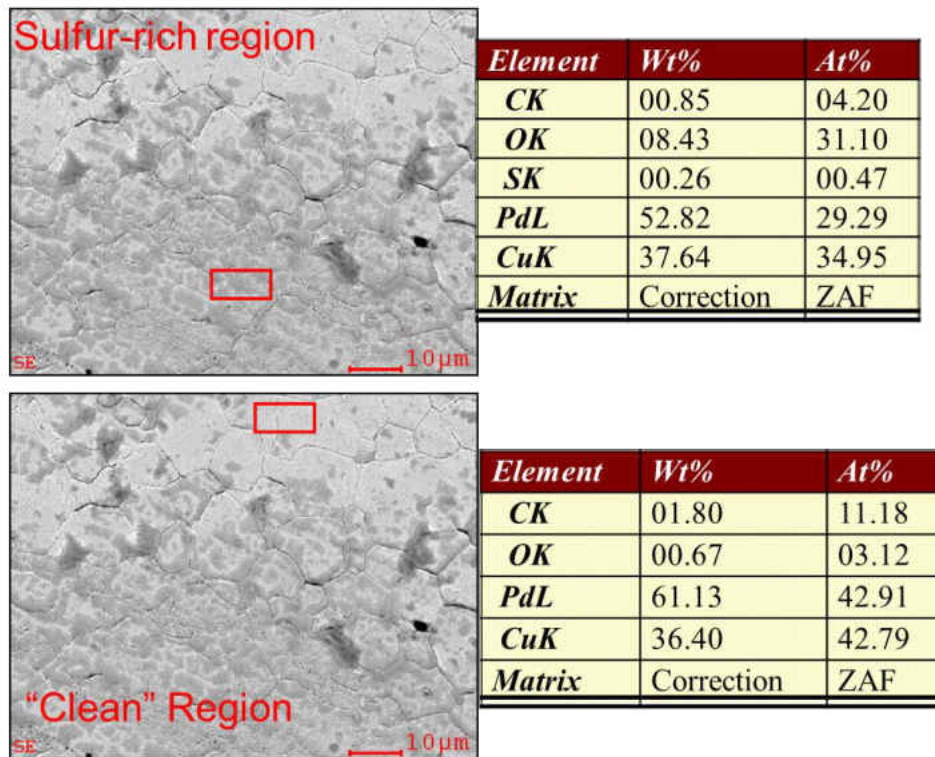 Sulfur-rich region
SE
10µm
Element Wt% At%
CK 00.85 04.20
OK 08.43 31.10
SK 00.26 00.47
PdL 52.82 29.29
CuK 37.64 34.95
Matrix Correction ZAF
“Clean” Region
SE
10µm
Element Wt% At%
CK 01.80 11.18
OK 00.67 03.12
PdL 61.13 42.91
CuK 36.40 42.79
Matrix Correction ZAF